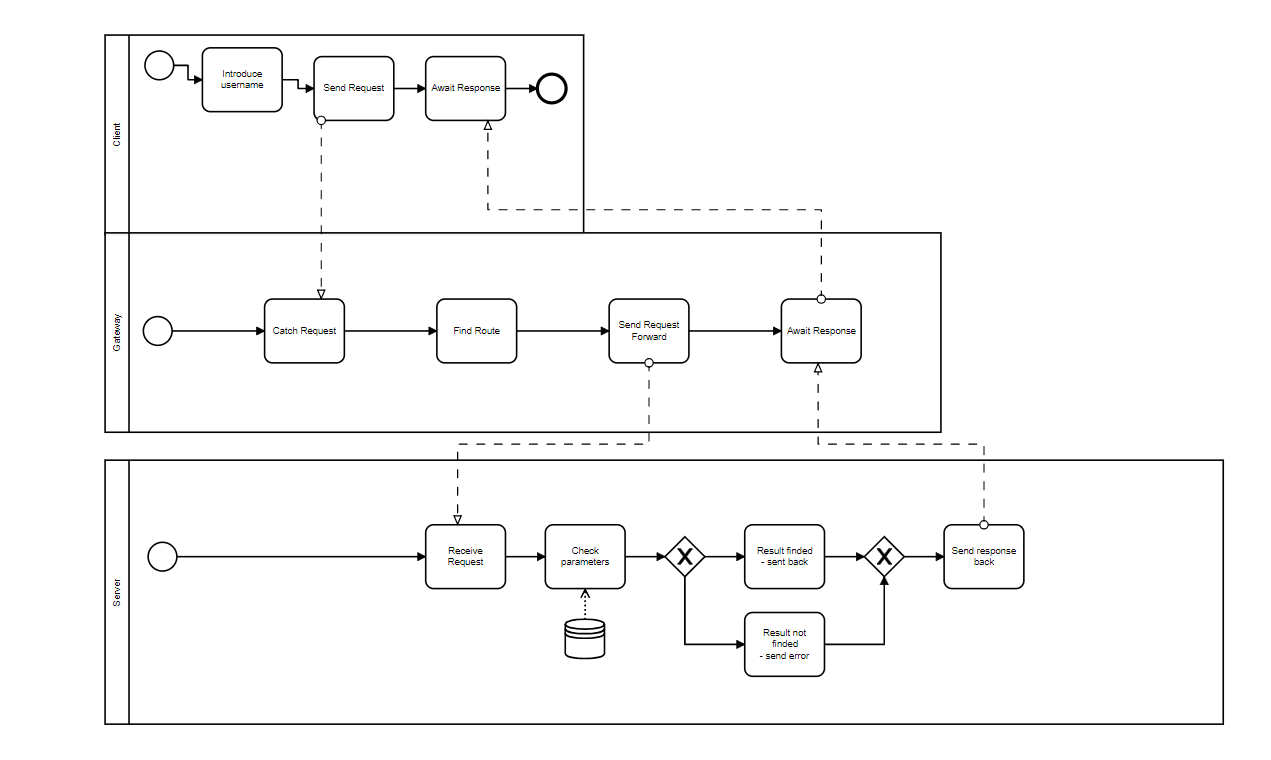 Client
Introduce
username
Send Request
Await Response
Gateway
Catch Request
Find Route
Send Request
Forward
Await Response
Server
Receive
Request
Check
parameters
X
Result finded
- sent back
X
Send response
back
Result not
finded
- send error